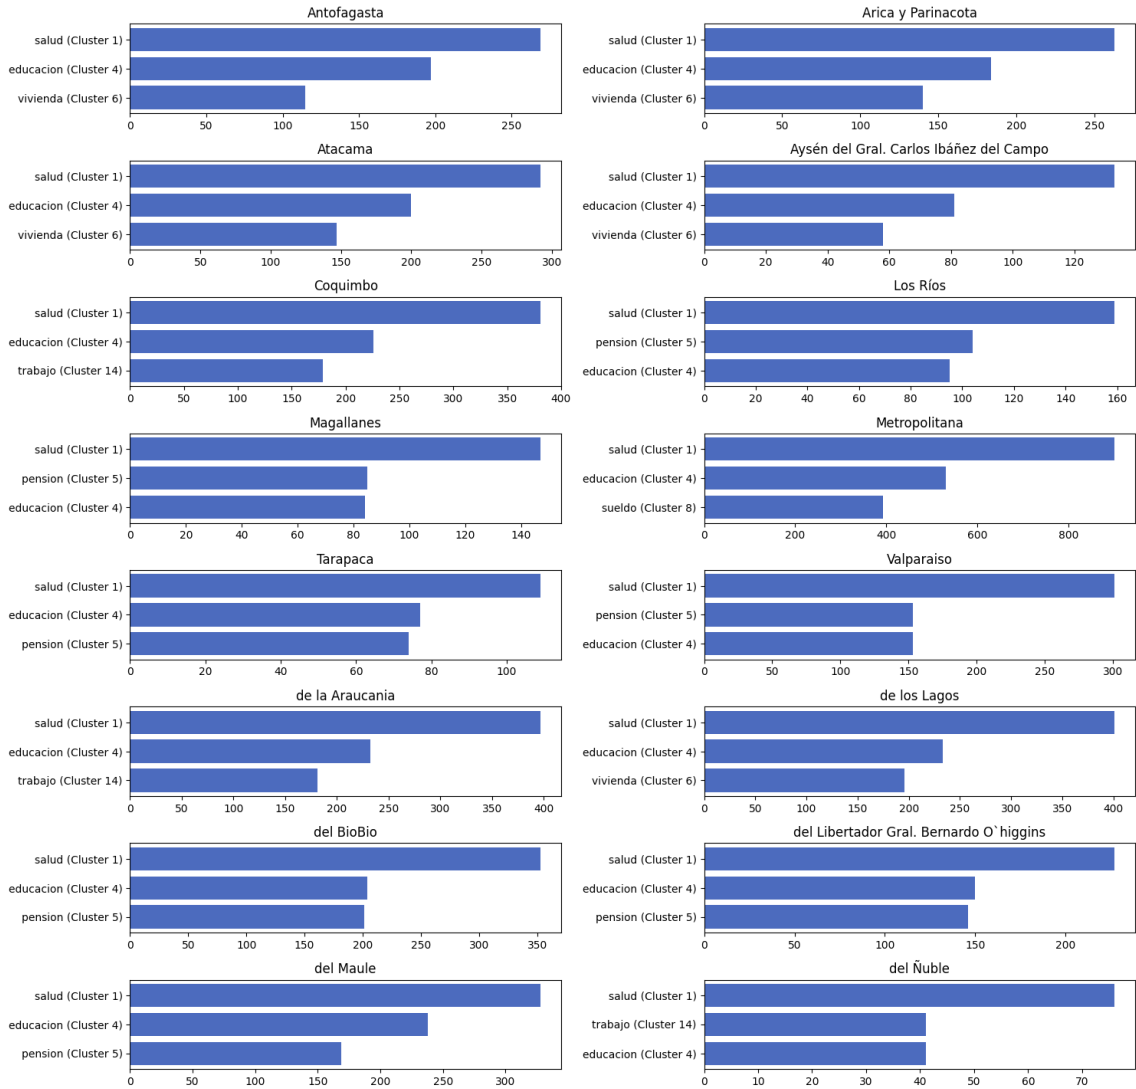 Antofagasta
salud (Cluster 1)
educacion (Cluster 4)
vivienda (Cluster 6)
0 50 100 150 200 250
Arica y Parinacota
salud (Cluster 1)
educacion (Cluster 4)
vivienda (Cluster 6)
0 50 100 150 200 250
Atacama
salud (Cluster 1)
educacion (Cluster 4)
vivienda (Cluster 6)
0 50 100 150 200 250 300
Aysén del Gral. Carlos Ibáñez del Campo
salud (Cluster 1)
educacion (Cluster 4)
vivienda (Cluster 6)
0 20 40 60 80 100 120
Coquimbo
salud (Cluster 1)
educacion (Cluster 4)
trabajo (Cluster 14)
0 50 100 150 200 250 300 350 400
Los Ríos
salud (Cluster 1)
pension (Cluster 5)
educacion (Cluster 4)
0 20 40 60 80 100 120 140 160
Magallanes
salud (Cluster 1)
pension (Cluster 5)
educacion (Cluster 4)
0 20 40 60 80 100 120 140
Metropolitana
salud (Cluster 1)
educacion (Cluster 4)
sueldo (Cluster 8)
200 400 600 800
Tarapaca
salud (Cluster 1)
educacion (Cluster 4)
pension (Cluster 5)
0 20 40 60 80 100
Valparaiso
salud (Cluster 1)
pension (Cluster 5)
educacion (Cluster 4)
0 50 100 150 200 250 300
de la Araucania
salud (Cluster 1)
educacion (Cluster 4)
trabajo (Cluster 14)
0 50 100 150 200 250 300 350 400
de los Lagos
salud (Cluster 1)
educacion (Cluster 4)
vivienda (Cluster 6)
0 50 100 150 200 250 300 350 400
del BioBio
salud (Cluster 1)
educacion (Cluster 4)
pension (Cluster 5)
0 50 100 150 200 250 300 350
del Libertador Gral. Bernardo O`higgins
salud (Cluster 1)
educacion (Cluster 4)
pension (Cluster 5)
0 50 100 150 200
del Maule
salud (Cluster 1)
educacion (Cluster 4)
pension (Cluster 5)
0 50 100 150 200 250 300
del Ñuble
salud (Cluster 1)
trabajo (Cluster 14)
educacion (Cluster 4)
0 10 20 30 40 50 60 70